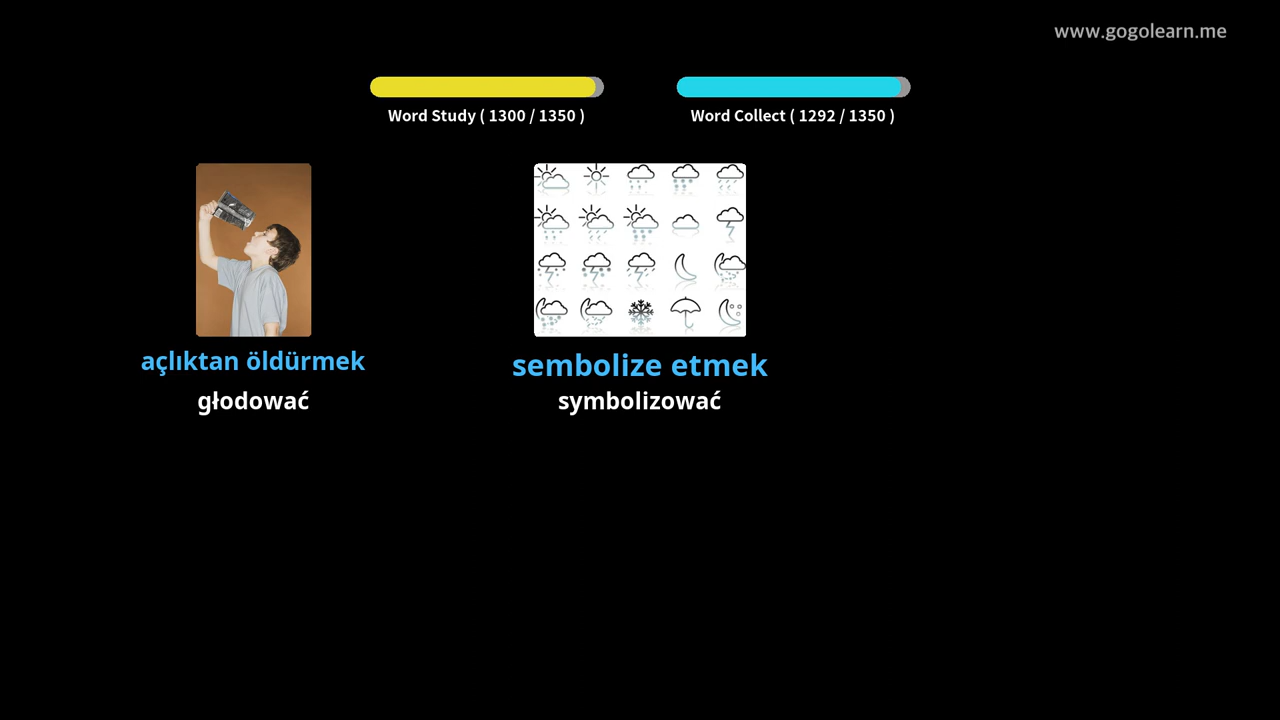 www.gogolearn.me
Word Study ( 1300 / 1350 )
Word Collect ( 1292 / 1350 )
açlıktan öldürmek
głodować
sembolize etmek
symbolizować